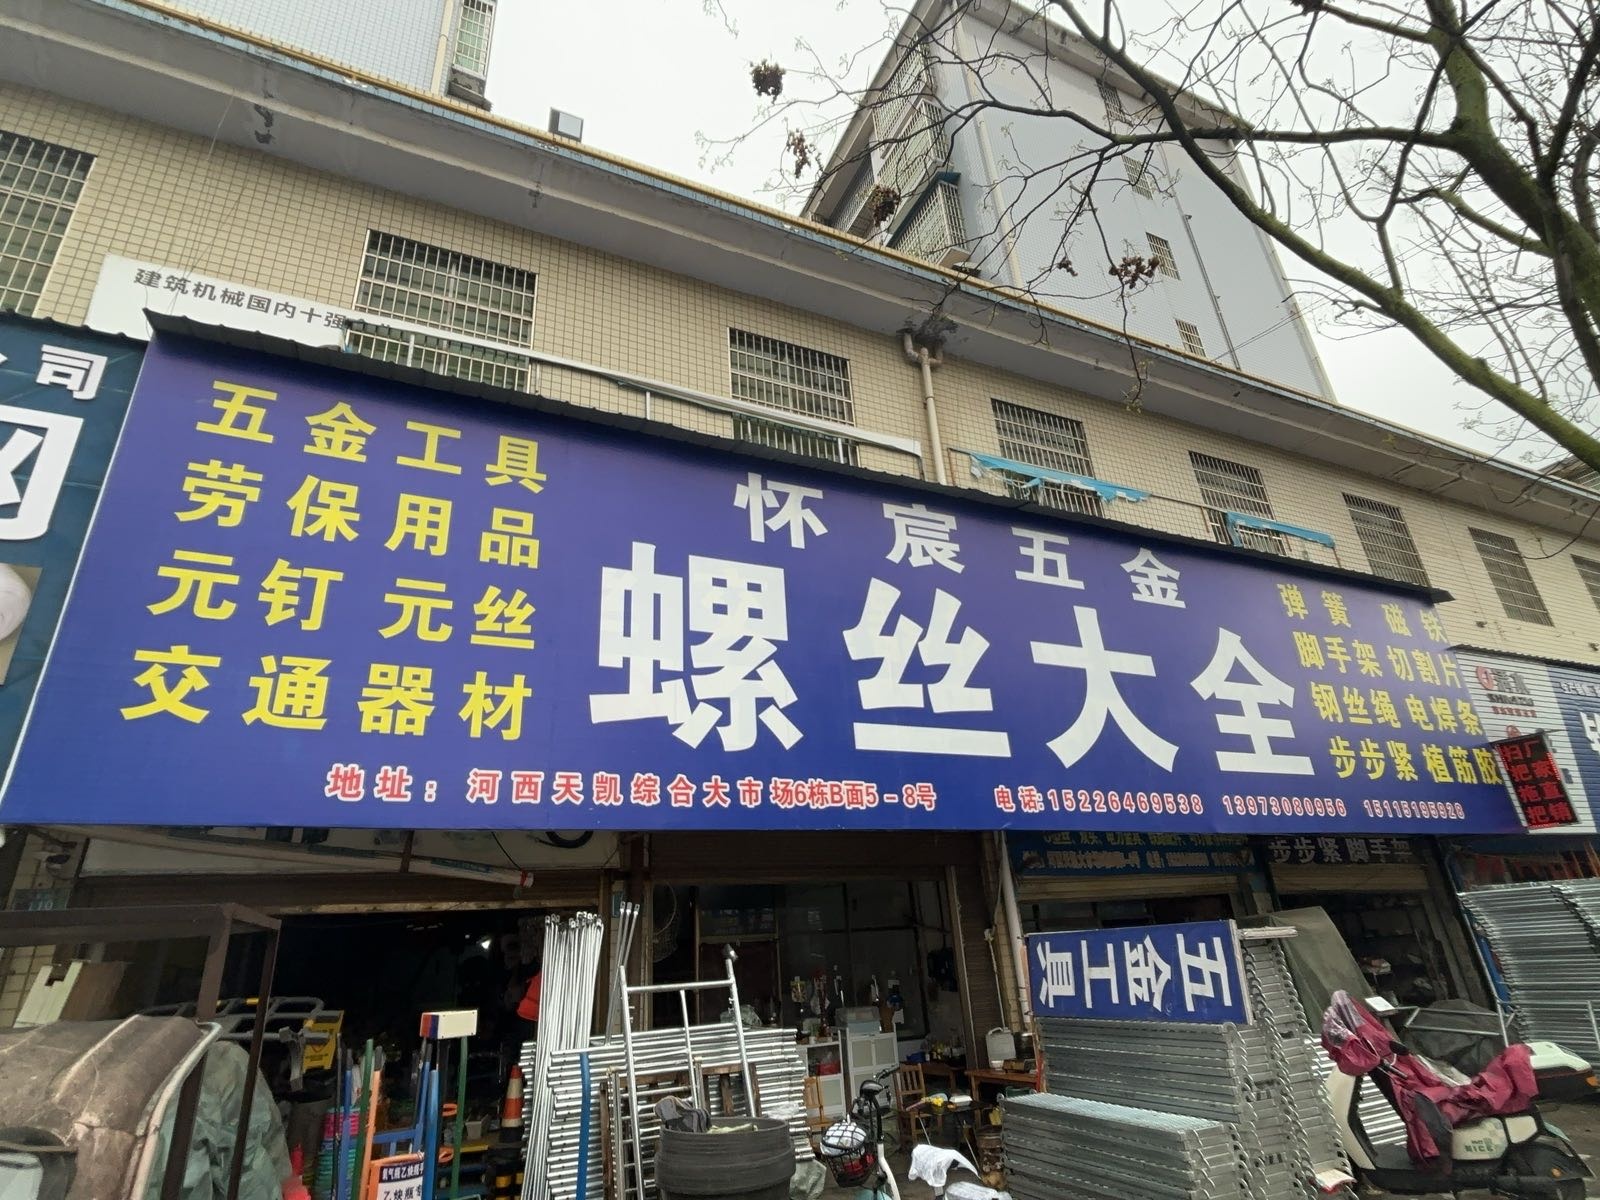 建筑机械国内十强
司
网
五金工具
劳保用品
元钉 元丝
交通器材
怀宸五金
螺丝大全
弹簧 磁铁
脚手架 切割片
钢丝绳 电焊条
步步紧 植筋胶
地址：河西天凯综合大市场6栋B面5－8号
电话:15226469538 13973080956 15115195928
步步紧 脚手架
五金工具